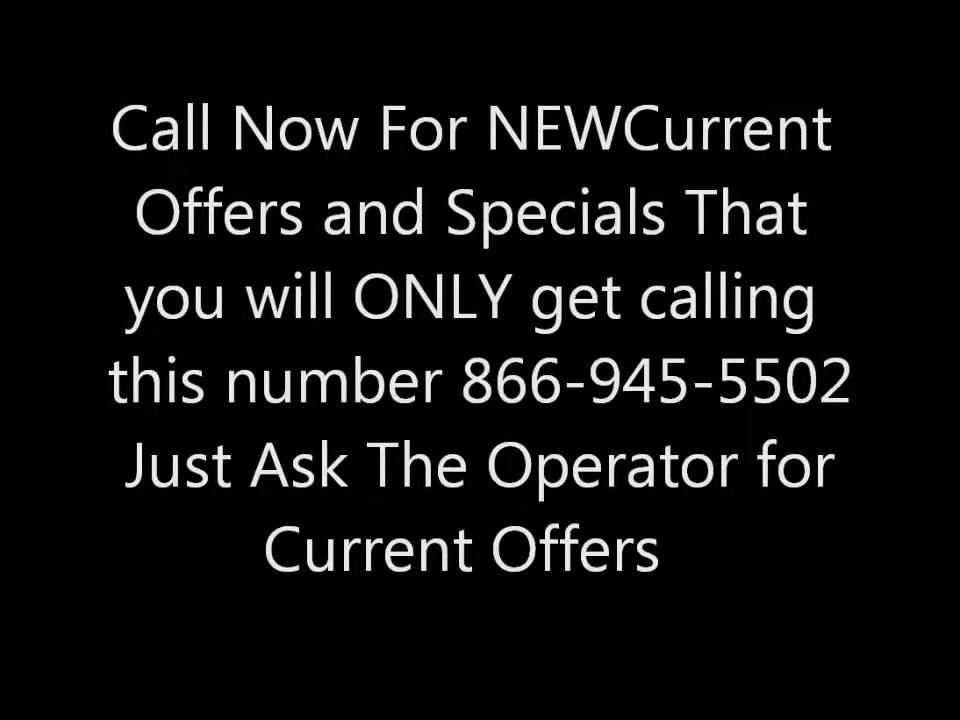 Call Now For NEWCurrent
Offers and Specials That
you will ONLY get calling
this number 866-945-5502
Just Ask The Operator for
Current Offers